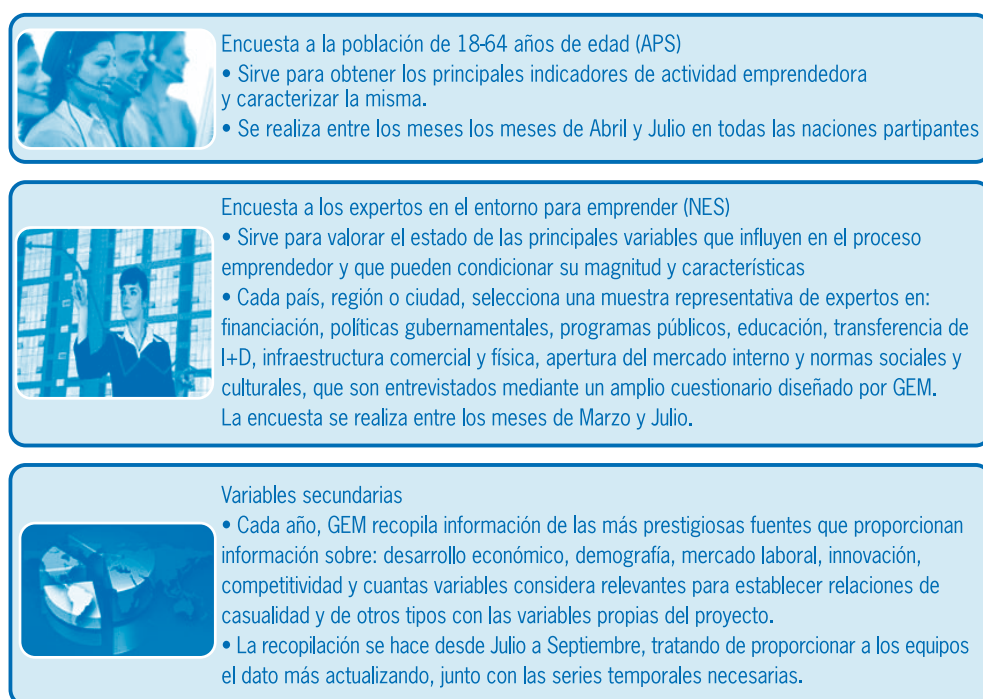 Encuesta a la población de 18-64 años de edad (APS)
• Sirve para obtener los principales indicadores de actividad emprendedora
y caracterizar la misma.
• Se realiza entre los meses los meses de Abril y Julio en todas las naciones partipantes
Encuesta a los expertos en el entorno para emprender (NES)
• Sirve para valorar el estado de las principales variables que influyen en el proceso
emprendedor y que pueden condicionar su magnitud y características
• Cada país, región o ciudad, selecciona una muestra representativa de expertos en:
financiación, políticas gubernamentales, programas públicos, educación, transferencia de
I+D, infraestructura comercial y física, apertura del mercado interno y normas sociales y
culturales, que son entrevistados mediante un amplio cuestionario diseñado por GEM.
La encuesta se realiza entre los meses de Marzo y Julio.
Variables secundarias
• Cada año, GEM recopila información de las más prestigiosas fuentes que proporcionan
información sobre: desarrollo económico, demografía, mercado laboral, innovación,
competitividad y cuantas variables considera relevantes para establecer relaciones de
casualidad y de otros tipos con las variables propias del proyecto.
• La recopilación se hace desde Julio a Septiembre, tratando de proporcionar a los equipos
el dato más actualizando, junto con las series temporales necesarias.